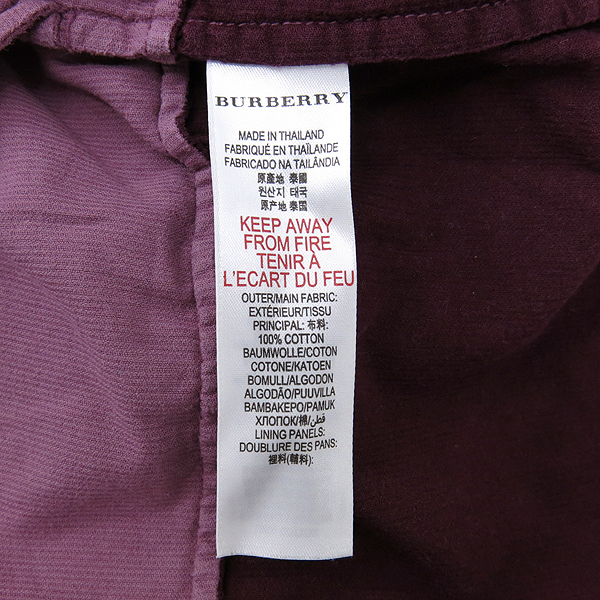 BURBERRY
MADE IN THAILAND
FABRIQUÉ EN THAÏLANDE
FABRICADO NA TAILÂNDIA
原產地 泰國
원산지 태국
原产地 泰国
KEEP AWAY
FROM FIRE
TENIR À
L'ECART DU FEU
OUTER/MAIN FABRIC:
EXTÉRIEUR/TISSU
PRINCIPAL: 布料:
100% COTTON
BAUMWOLLE/COTON
COTONE/KATOEN
BOMULL/ALGODON
ALGODÃO/PUUVILLA
BAMBAKEPO/PAMUK
ХЛОПОК/棉/قطن
LINING PANELS:
DOUBLURE DES PANS:
裡料(輔料):